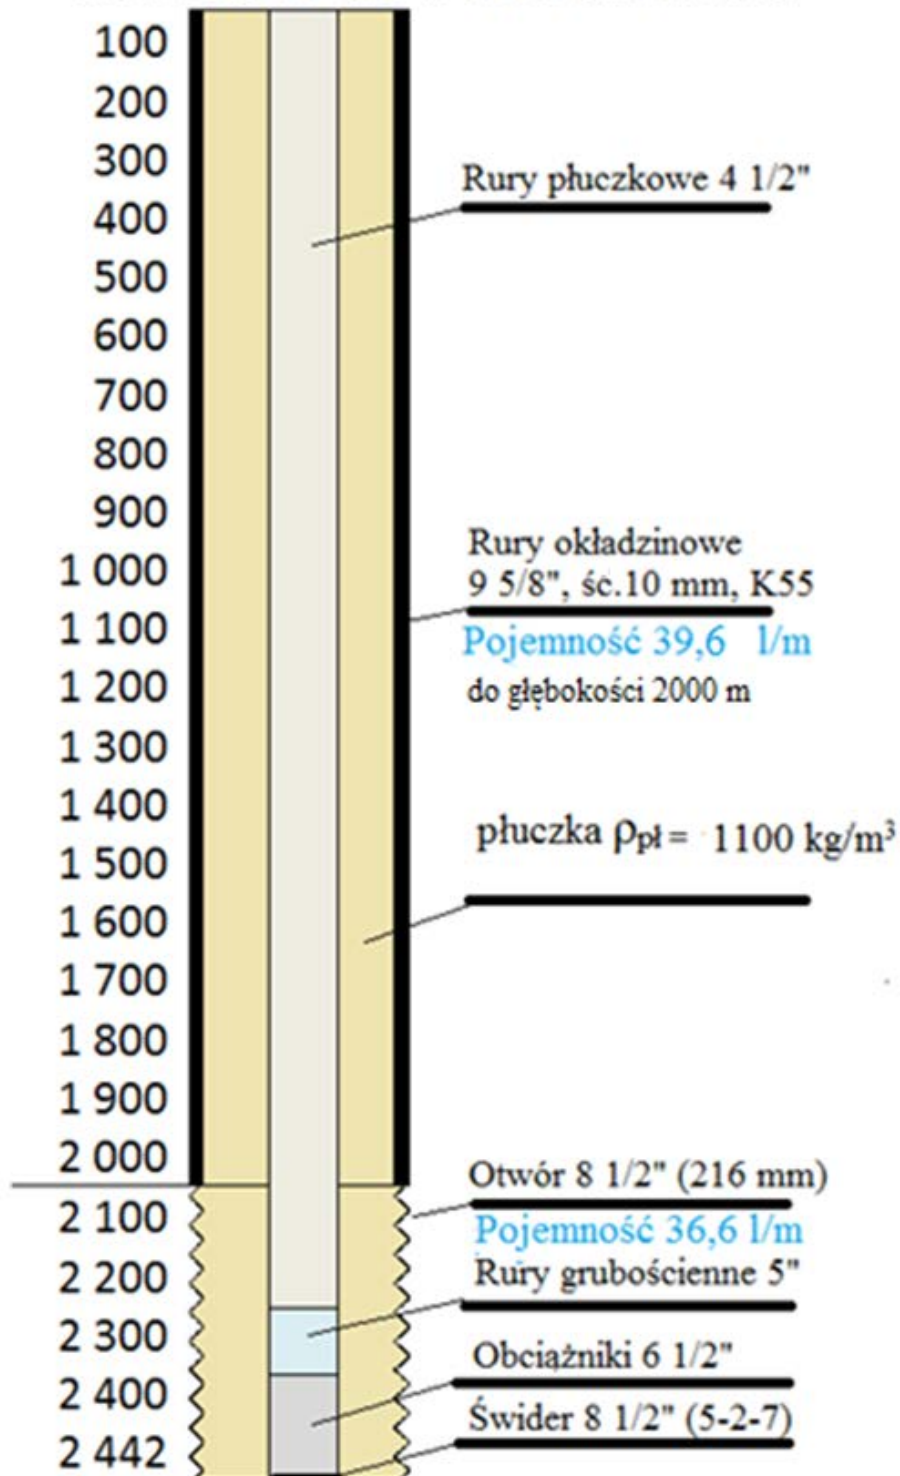 100
200
300
Rury płuczkowe 4 1/2"
400
500
600
700
800
900
Rury okładzinowe
1 000
9 5/8", śc.10 mm, K55
1 100
Pojemność 39,6 l/m
1 200
do głębokości 2000 m
1 300
1 400
płuczka ρpł = 1100 kg/m³
1 500
1 600
1 700
1 800
1 900
2 000
Otwór 8 1/2" (216 mm)
2 100
Pojemność 36,6 l/m
2 200
Rury grubościenne 5"
2 300
Obciążniki 6 1/2"
2 400
Świder 8 1/2" (5-2-7)
2 442